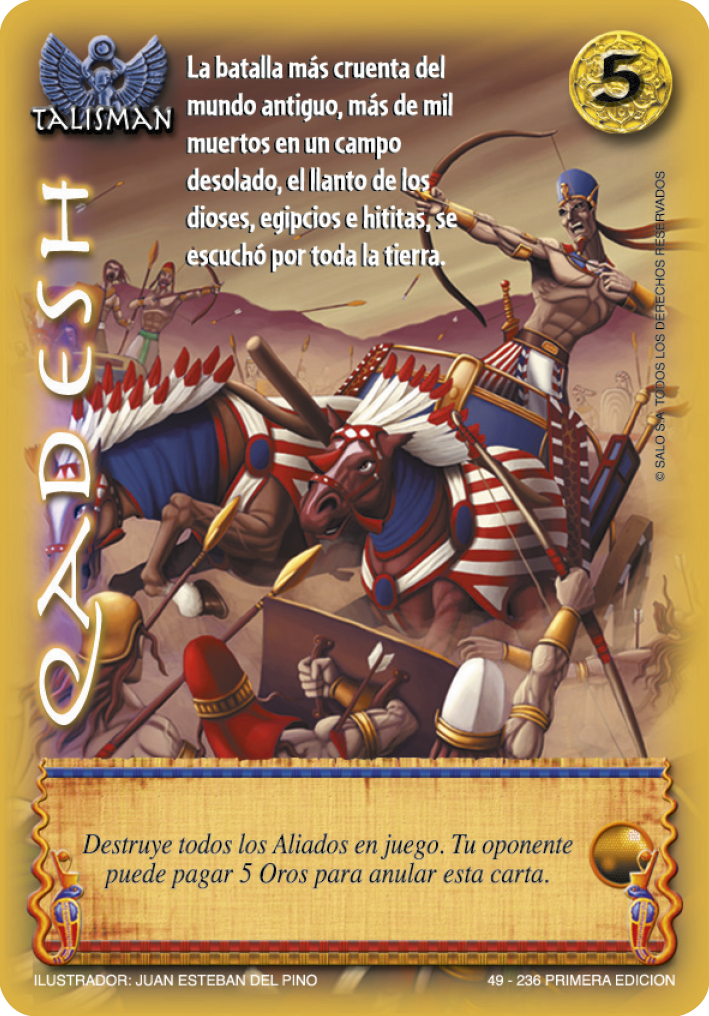 TALISMAN
5
La batalla más cruenta del
mundo antiguo, más de mil
muertos en un campo
desolado, el llanto de los
dioses, egipcios e hititas, se
escuchó por toda la tierra.
QADESH
© SALO S.A. TODOS LOS DERECHOS RESERVADOS
Destruye todos los Aliados en juego. Tu oponente
puede pagar 5 Oros para anular esta carta.
ILUSTRADOR: JUAN ESTEBAN DEL PINO
49 - 236 PRIMERA EDICION